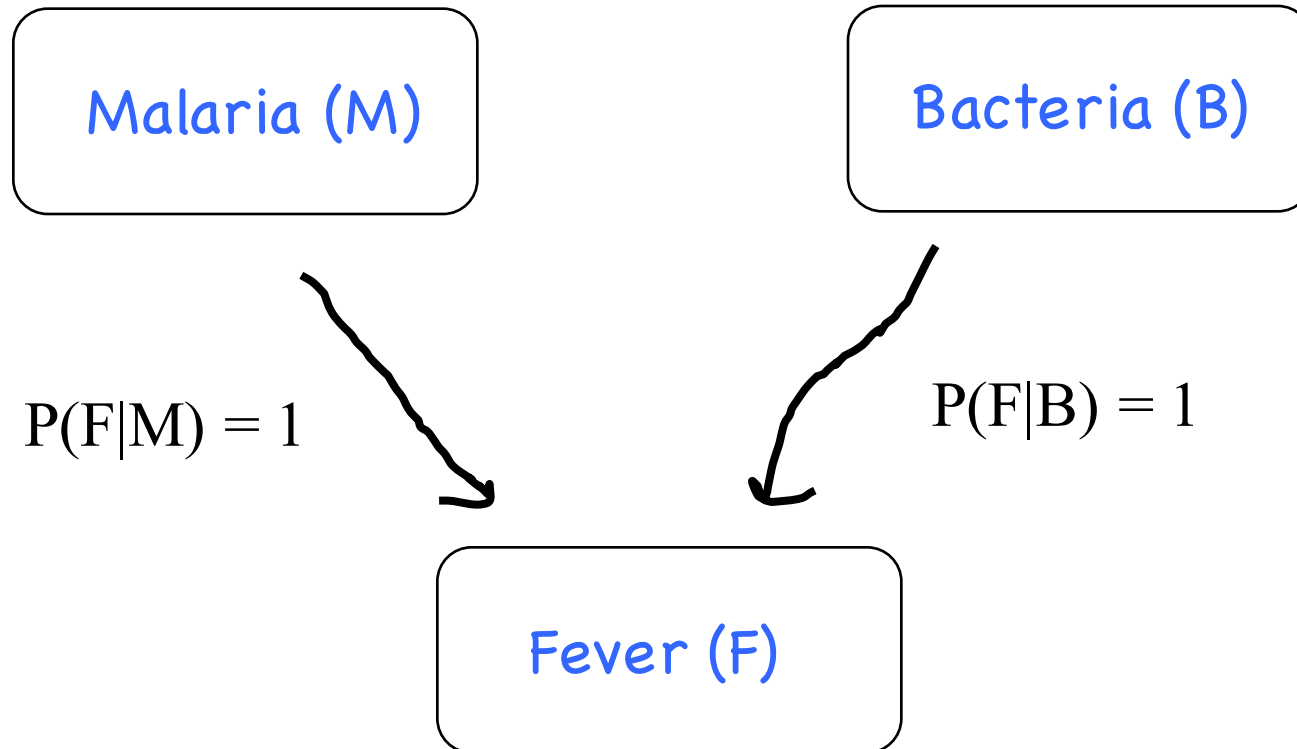 Malaria (M)
Bacteria (B)
P(F|M) = 1
P(F|B) = 1
Fever (F)